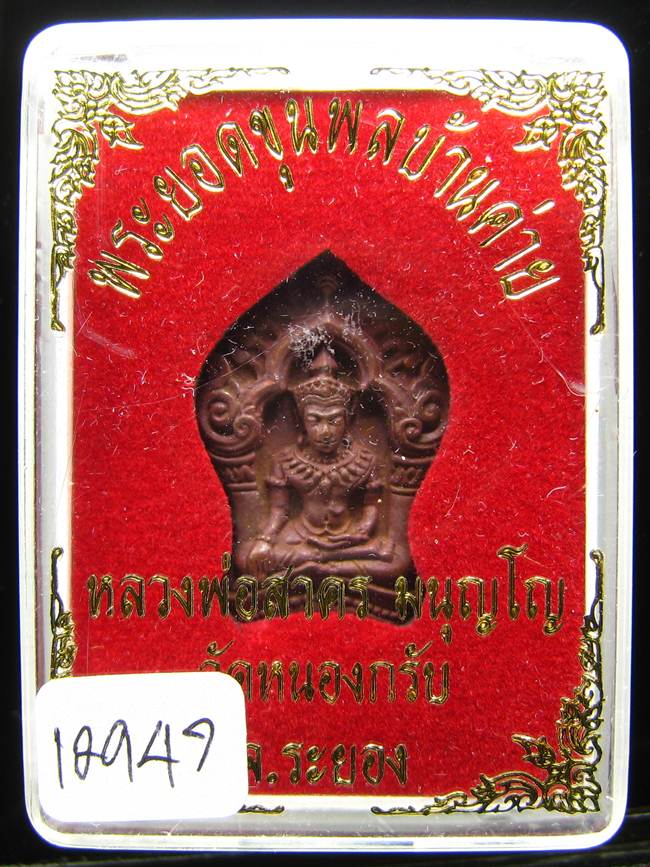 พระยอดขุนพลบ้านค่าย
หลวงพ่อสาคร มนุญฺโญ
วัดหนองกรับ
จ.ระยอง